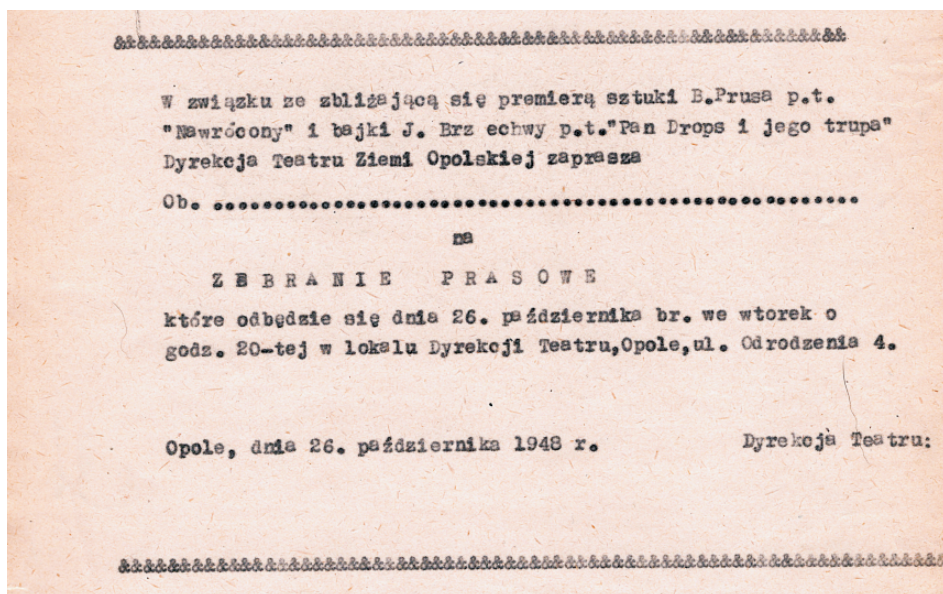 &&&&&&&&&&&&&&&&&&&&&&&&&&&&&&&&&&&&&&&&&&&&&&&&&&&&&&&&&&&&&
W związku ze zbliżającą się premierą sztuki B.Prusa p.t.
"Nawrócony" i bajki J. Brz echwy p.t."Pan Drops i jego trupa"
Dyrekcja Teatru Ziemi Opolskiej zaprasza
Ob. .....................................................
na
Z E B R A N I E P R A S O W E
które odbędzie się dnia 26. października br. we wtorek o
godz. 20-tej w lokalu Dyrekcji Teatru,Opole,ul. Odrodzenia 4.
Opole, dnia 26. października 1948 r. Dyrekcja Teatru:
&&&&&&&&&&&&&&&&&&&&&&&&&&&&&&&&&&&&&&&&&&&&&&&&&&&&&&&&&&&&&&&&&&&&